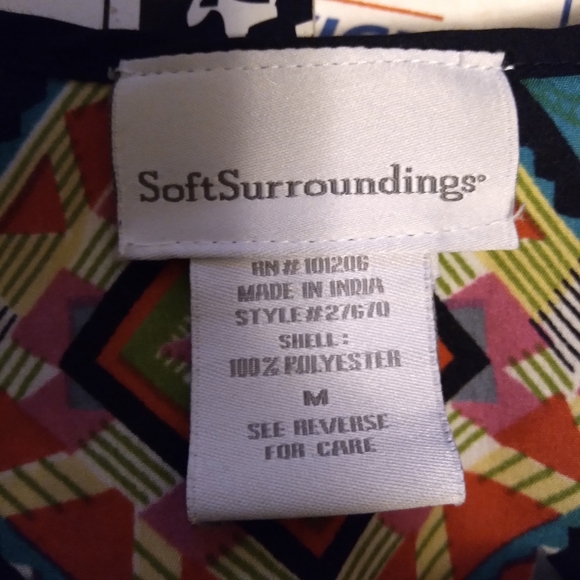 SoftSurroundings®
RN# 101206
MADE IN INDIA
STYLE#27670
SHELL:
100% POLYESTER
M
SEE REVERSE
FOR CARE